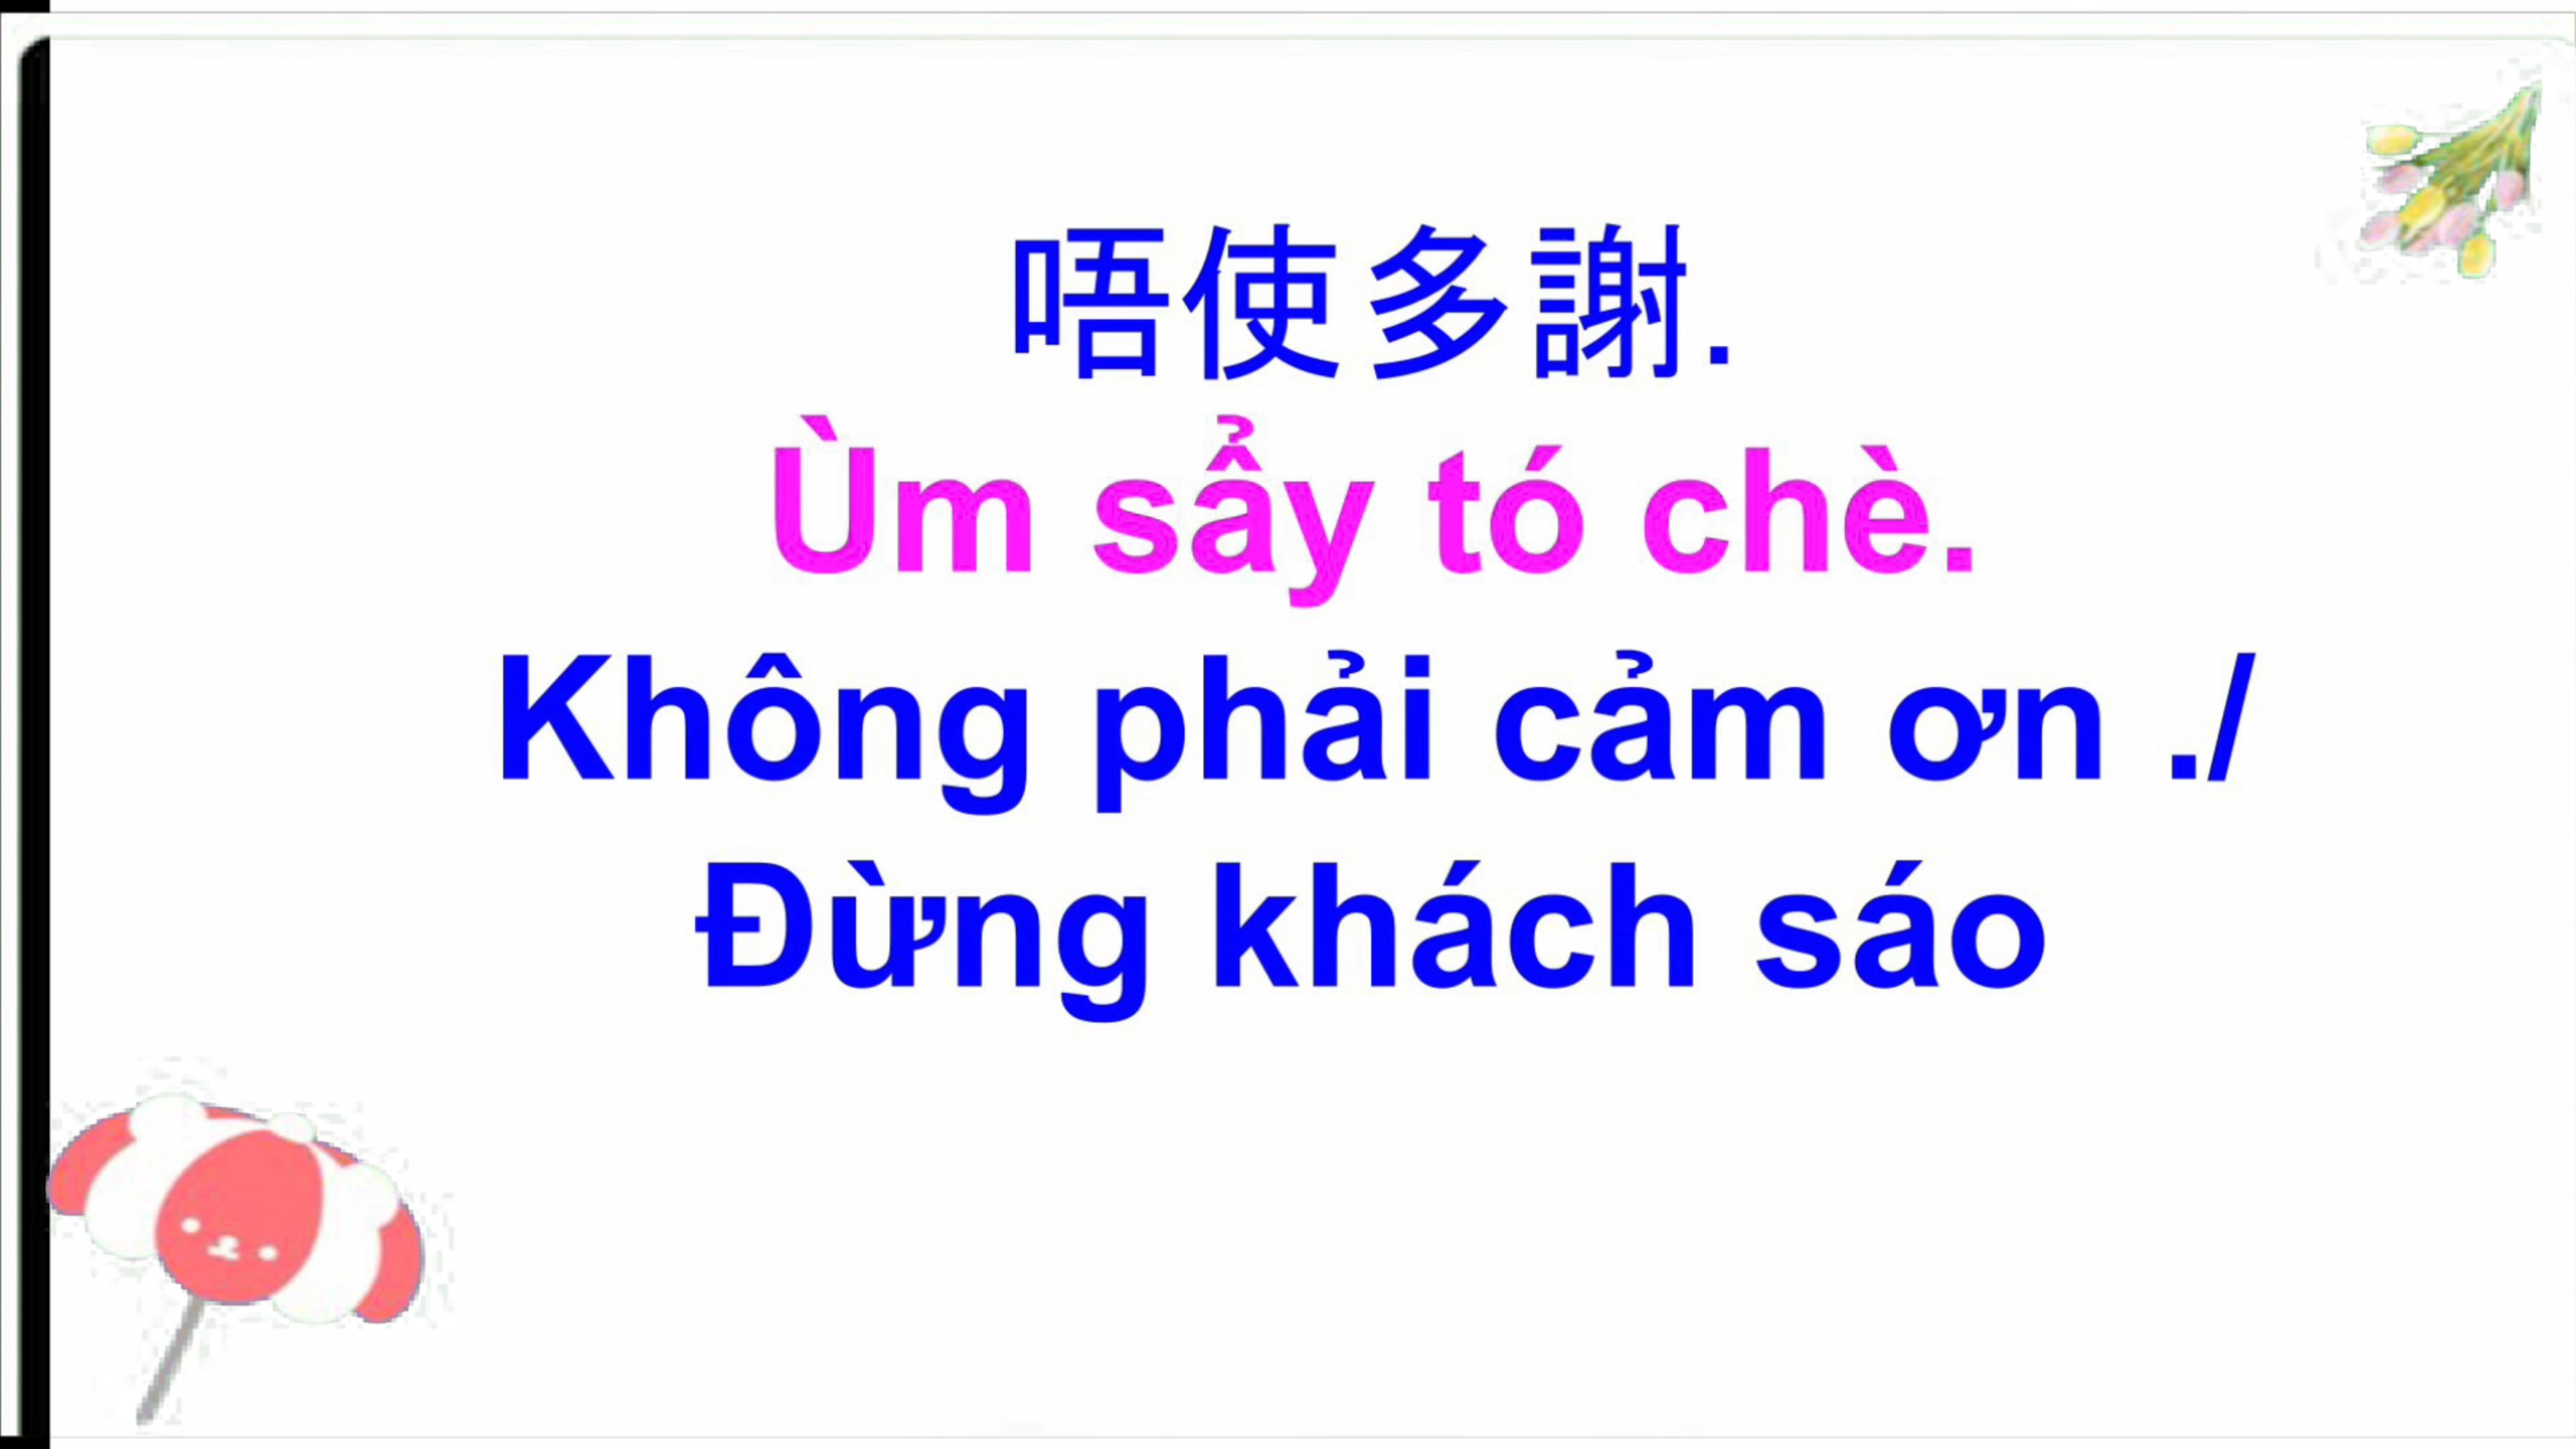 唔使多謝.
Ùm sẩy tó chè.
Không phải cảm ơn ./
Đừng khách sáo